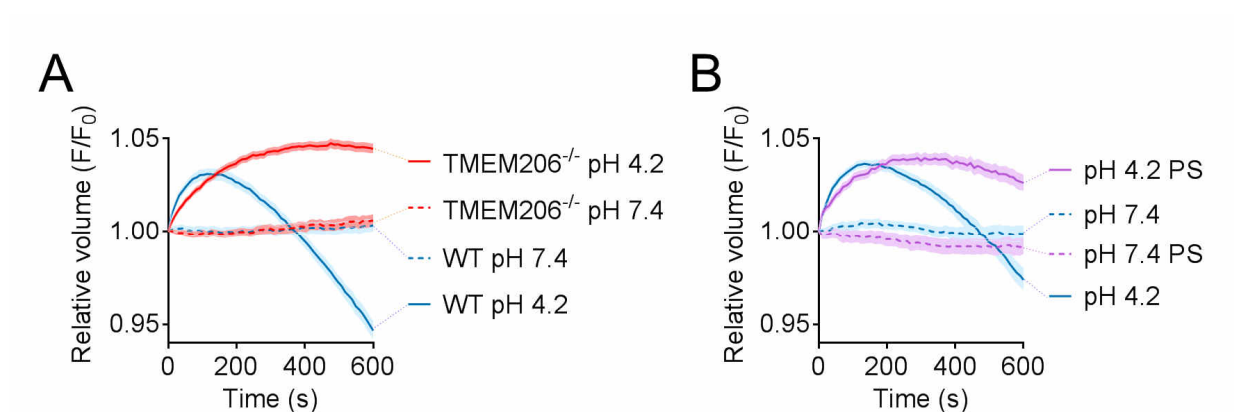 A
Relative volume (F/F0)
1.05
1.00
0.95
0
200
400
600
Time (s)
TMEM206-/- pH 4.2
TMEM206-/- pH 7.4
WT pH 7.4
WT pH 4.2
B
Relative volume (F/F0)
1.05
1.00
0.95
0
200
400
600
Time (s)
pH 4.2 PS
pH 7.4
pH 7.4 PS
pH 4.2